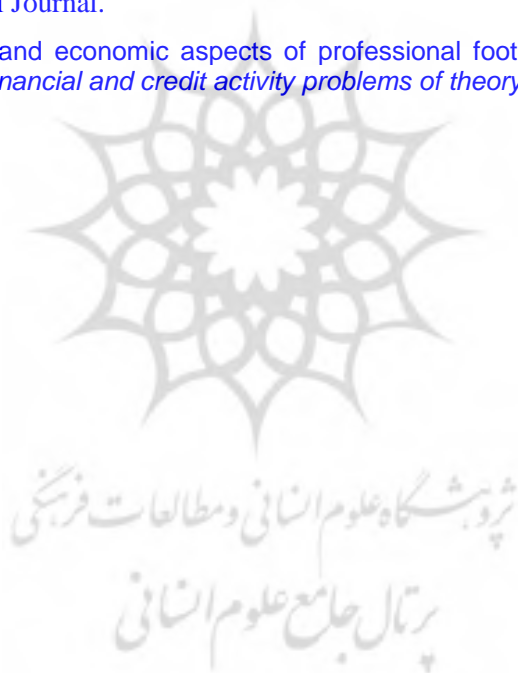 l Journal.
and economic aspects of professional foot
nancial and credit activity problems of theory
پژوهشگاه علوم انسانی و مطالعات فرهنگی
پرتال جامع علوم انسانی